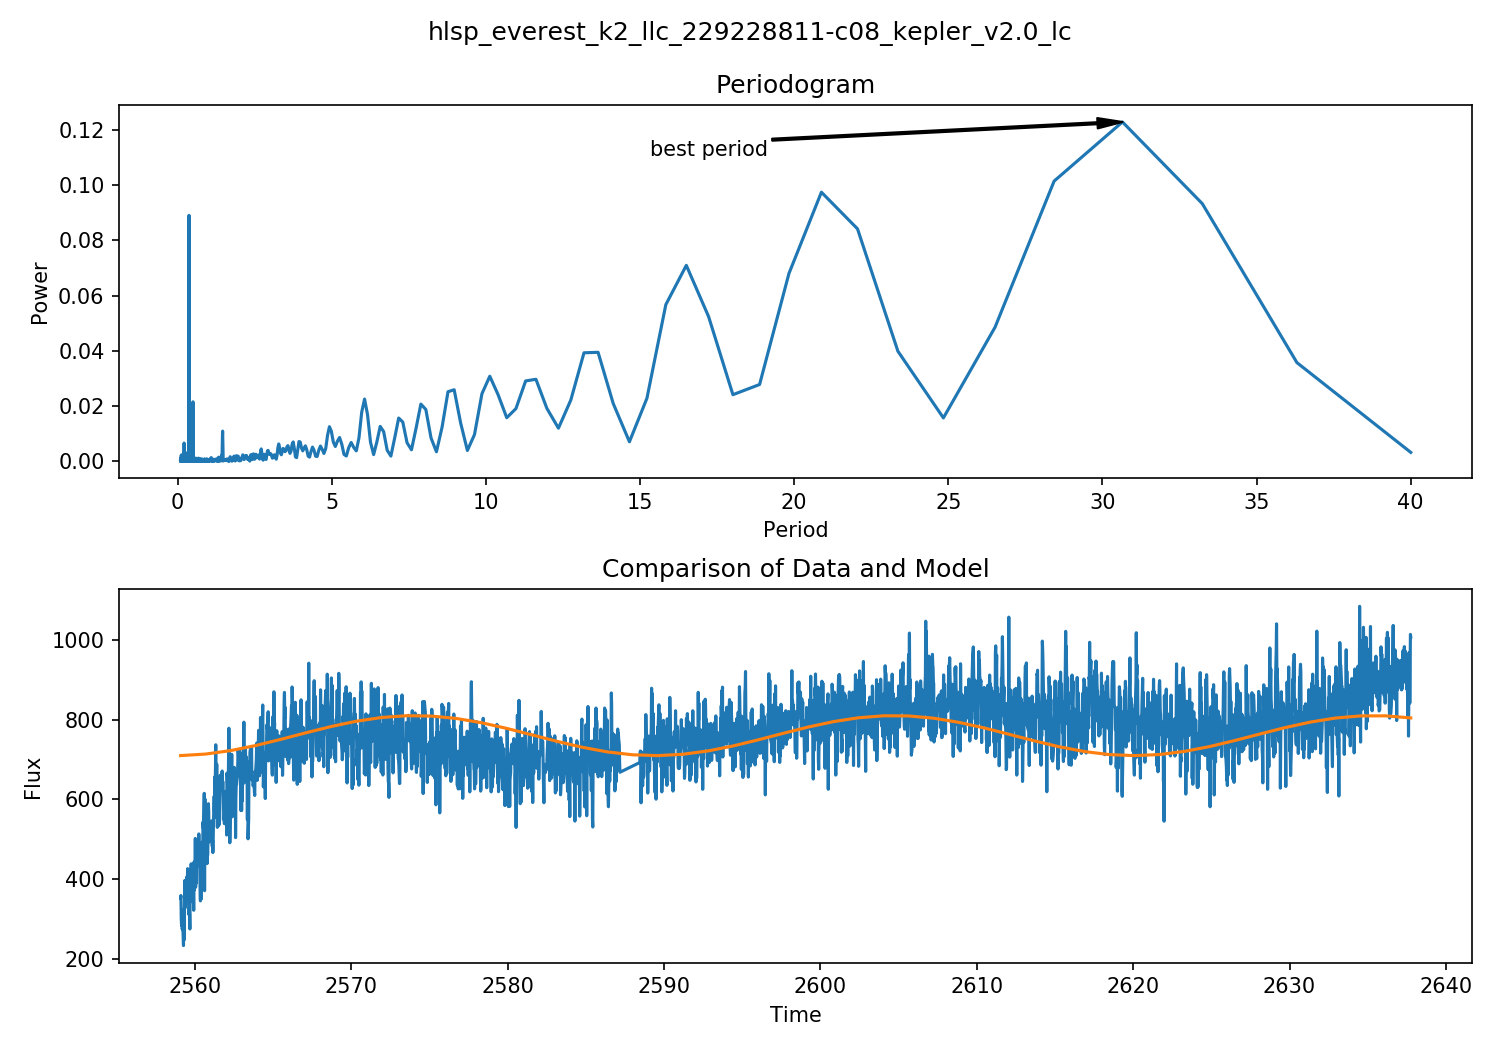 hlsp_everest_k2_llc_229228811-c08_kepler_v2.0_lc
Periodogram
best period
Power
0.12
0.10
0.08
0.06
0.04
0.02
0.00
0 5 10 15 20 25 30 35 40
Period
Comparison of Data and Model
Flux
1000
800
600
400
200
2560 2570 2580 2590 2600 2610 2620 2630 2640
Time